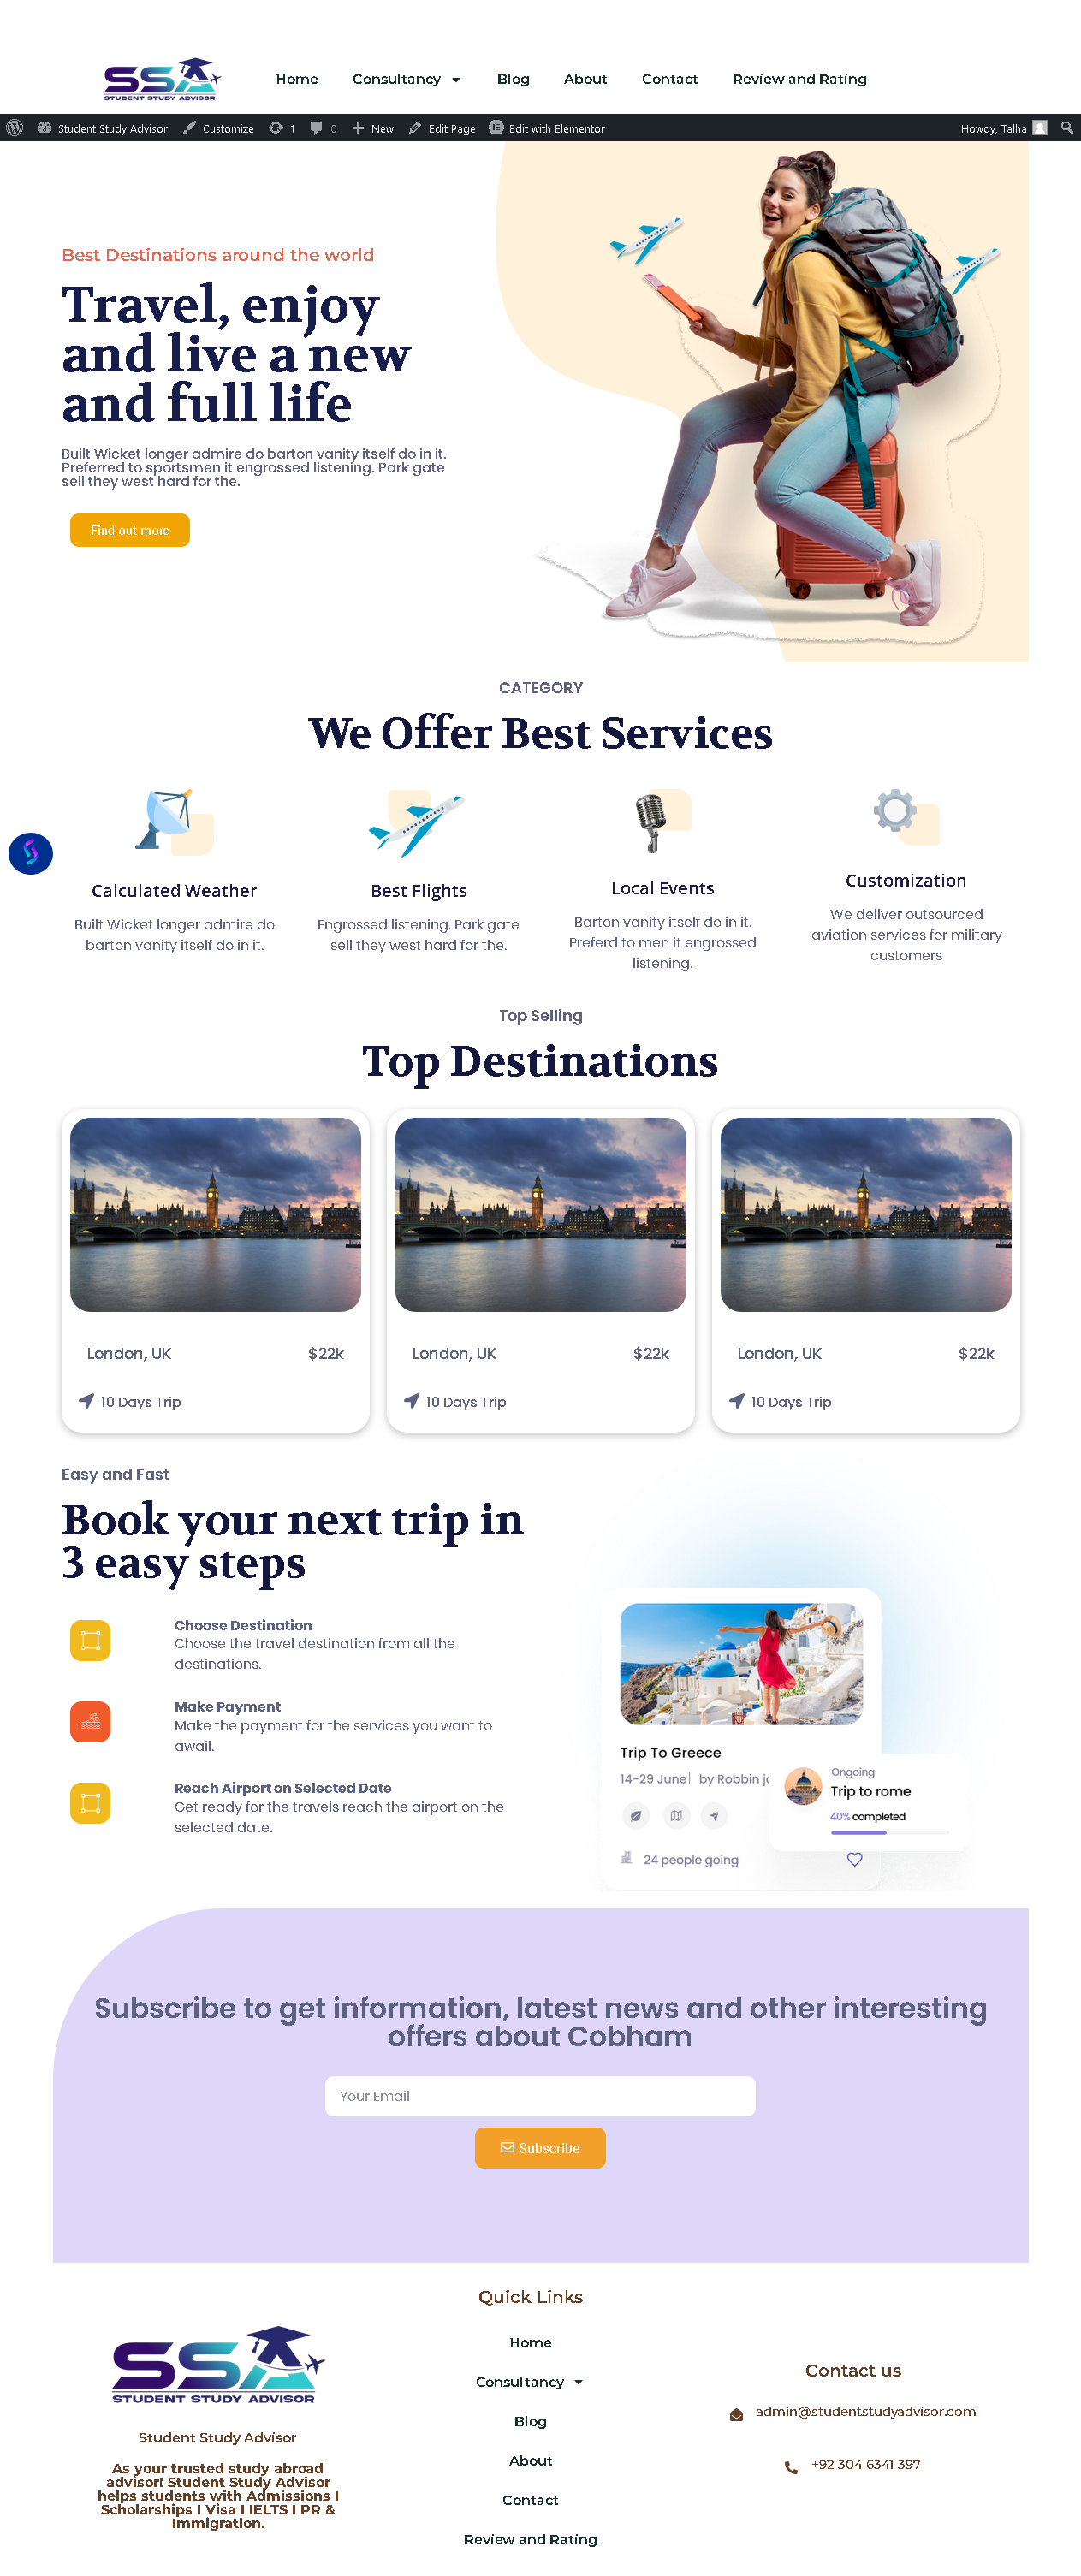 SSA
STUDENT STUDY ADVISOR
Home Consultancy Blog About Contact Review and Rating
Student Study Advisor Customize 1 0 New Edit Page Edit with Elementor Howdy, Talha
Best Destinations around the world
Travel, enjoy
and live a new
and full life
Built Wicket longer admire do barton vanity itself do in it.
Preferred to sportsmen it engrossed listening. Park gate
sell they west hard for the.
Find out more
CATEGORY
We Offer Best Services
Calculated Weather
Built Wicket longer admire do
barton vanity itself do in it.
Best Flights
Engrossed listening. Park gate
sell they west hard for the.
Local Events
Barton vanity itself do in it.
Preferd to men it engrossed
listening.
Customization
We deliver outsourced
aviation services for military
customers
Top Selling
Top Destinations
London, UK $22k
10 Days Trip
London, UK $22k
10 Days Trip
London, UK $22k
10 Days Trip
Easy and Fast
Book your next trip in
3 easy steps
Choose Destination
Choose the travel destination from all the
destinations.
Make Payment
Make the payment for the services you want to
awail.
Reach Airport on Selected Date
Get ready for the travels reach the airport on the
selected date.
Trip To Greece
14-29 June | by Robbin jo
24 people going
Ongoing
Trip to rome
40% completed
Subscribe to get information, latest news and other interesting
offers about Cobham
Your Email
Subscribe
SSA
STUDENT STUDY ADVISOR
Student Study Advisor
As your trusted study abroad
advisor! Student Study Advisor
helps students with Admissions I
Scholarships I Visa I IELTS I PR &
Immigration.
Quick Links
Home
Consultancy
Blog
About
Contact
Review and Rating
Contact us
admin@studentstudyadvisor.com
+92 304 6341 397